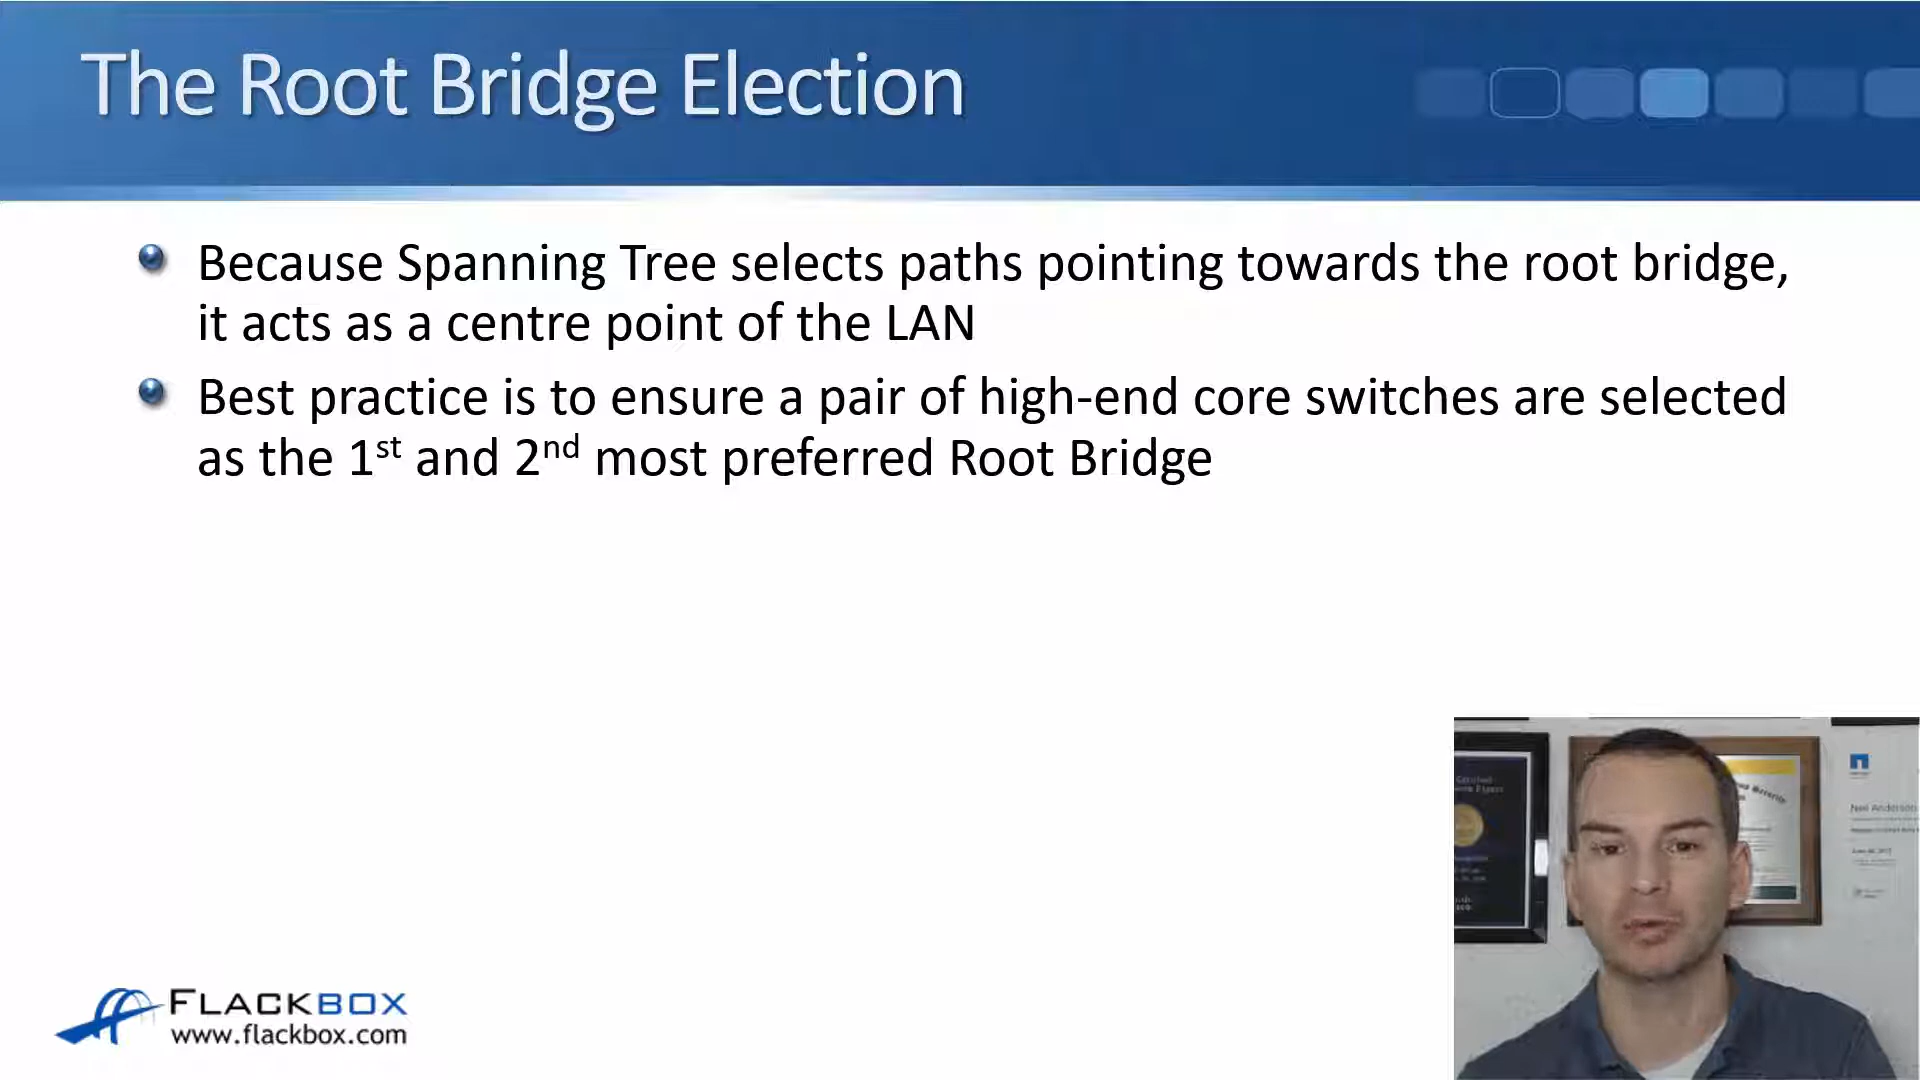 The Root Bridge Election
Because Spanning Tree selects paths pointing towards the root bridge,
it acts as a centre point of the LAN
Best practice is to ensure a pair of high-end core switches are selected
as the 1st and 2nd most preferred Root Bridge
FLACKBOX
www.flackbox.com
Neil Anderson